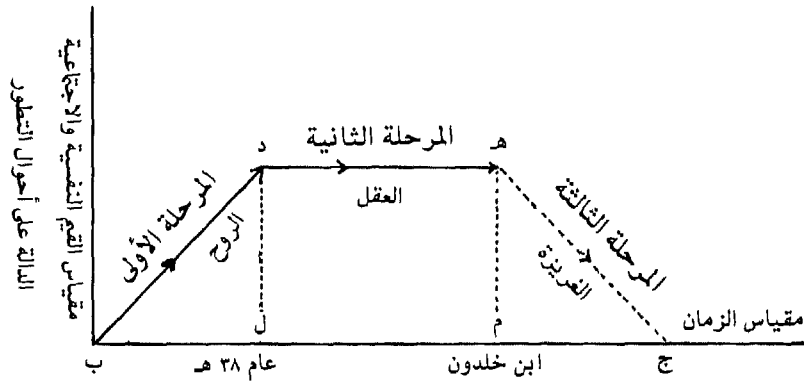 مقياس القيم النفسية والاجتماعية
الدالة على أحوال التطور
د
المرحلة الثانية
هـ
العقل
المرحلة الأولى
الروح
المرحلة الثالثة
الغريزة
ل
م
مقياس الزمان
ب
عام ٣٨ هـ
ابن خلدون
ج